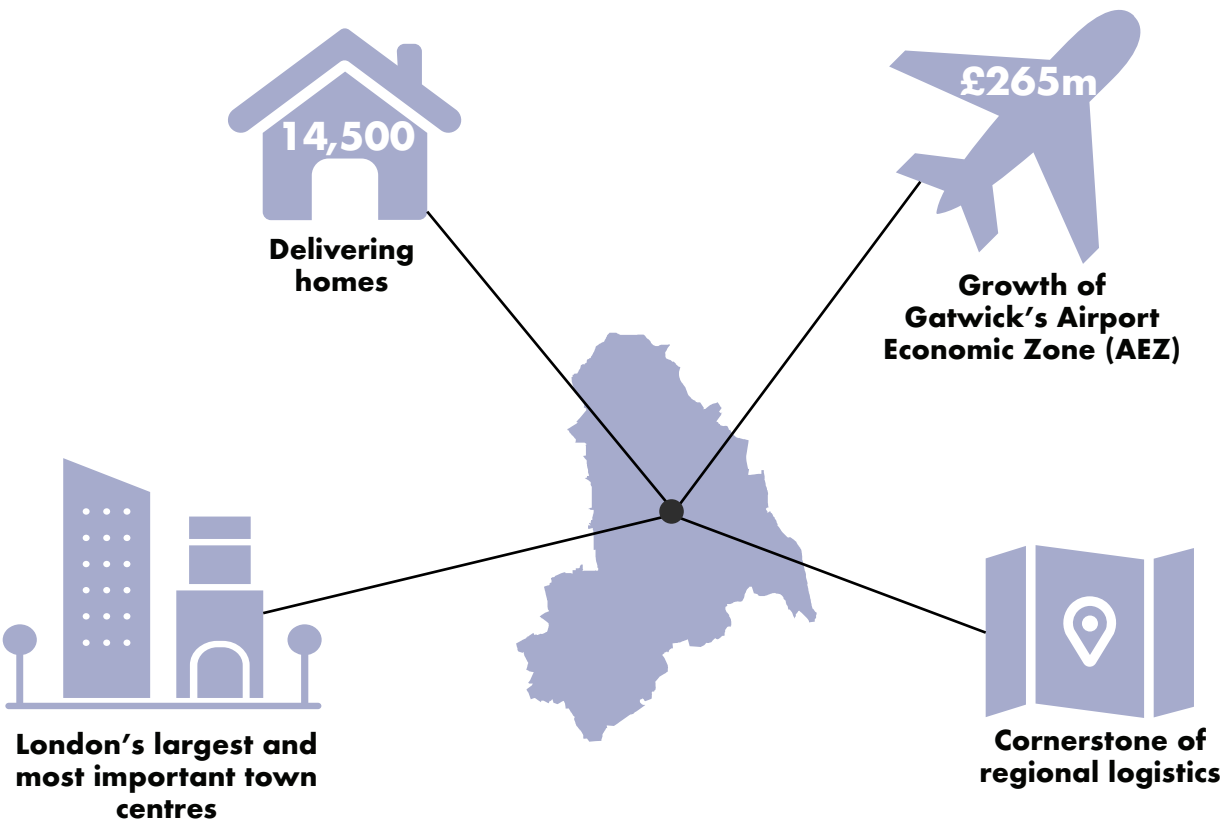 14,500
Delivering
homes
£265m
Growth of
Gatwick's Airport
Economic Zone (AEZ)
London's largest and
most important town
centres
Cornerstone of
regional logistics